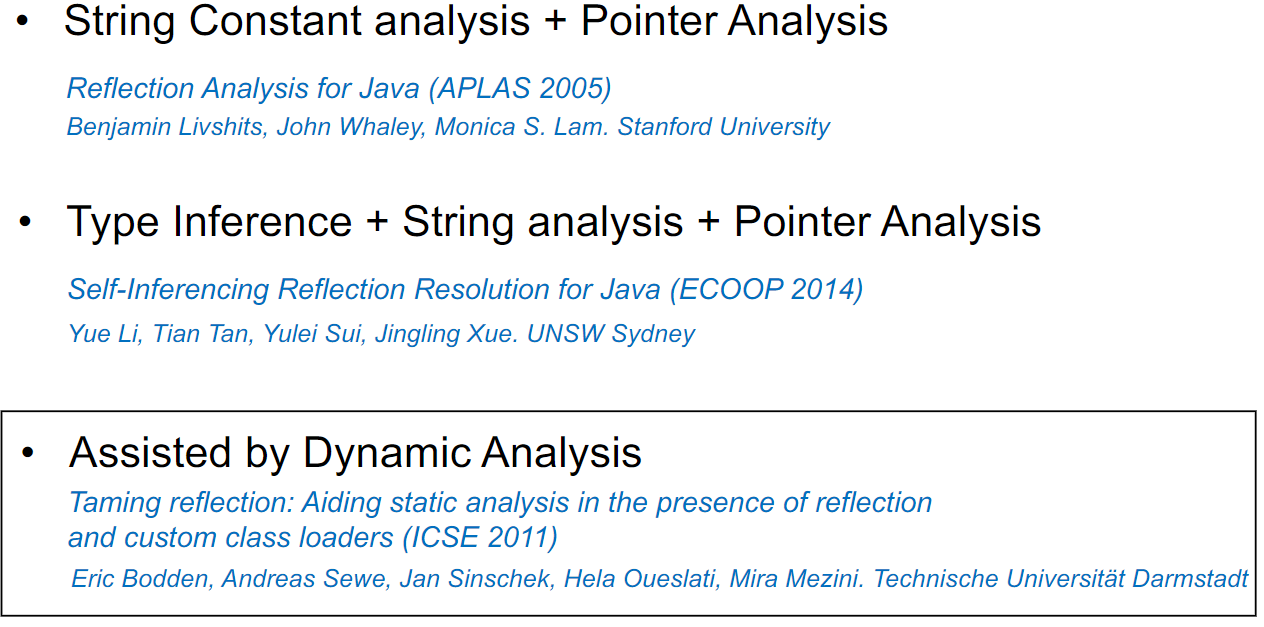 • String Constant analysis + Pointer Analysis
Reflection Analysis for Java (APLAS 2005)
Benjamin Livshits, John Whaley, Monica S. Lam. Stanford University
• Type Inference + String analysis + Pointer Analysis
Self-Inferencing Reflection Resolution for Java (ECOOP 2014)
Yue Li, Tian Tan, Yulei Sui, Jingling Xue. UNSW Sydney
• Assisted by Dynamic Analysis
Taming reflection: Aiding static analysis in the presence of reflection
and custom class loaders (ICSE 2011)
Eric Bodden, Andreas Sewe, Jan Sinschek, Hela Oueslati, Mira Mezini. Technische Universität Darmstadt